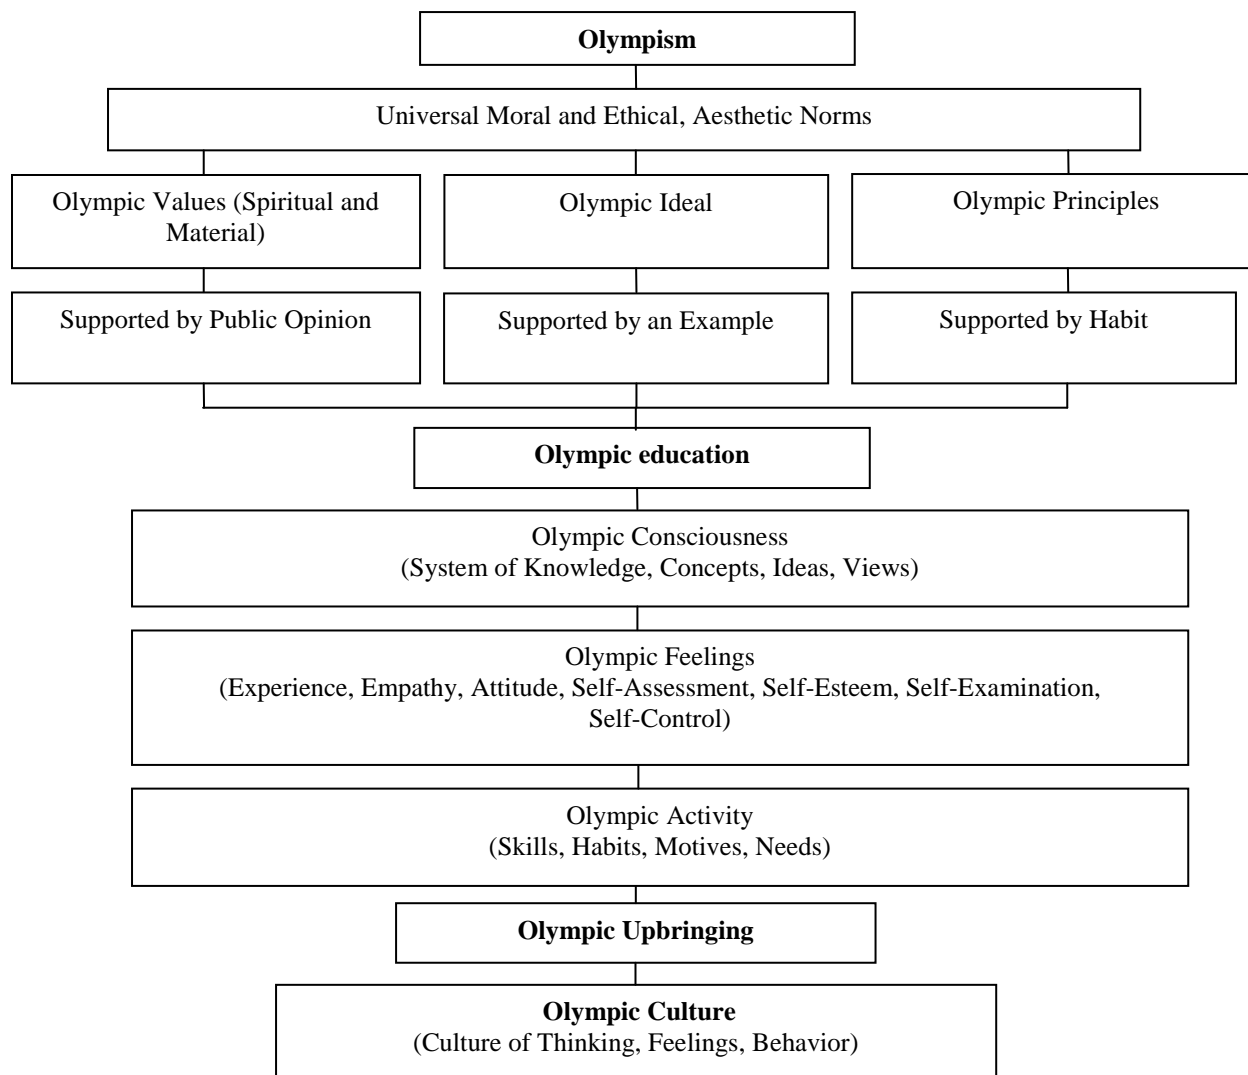 Olympism
Universal Moral and Ethical, Aesthetic Norms
Olympic Values (Spiritual and
Material)
Olympic Ideal
Olympic Principles
Supported by Public Opinion
Supported by an Example
Supported by Habit
Olympic education
Olympic Consciousness
(System of Knowledge, Concepts, Ideas, Views)
Olympic Feelings
(Experience, Empathy, Attitude, Self-Assessment, Self-Esteem, Self-Examination,
Self-Control)
Olympic Activity
(Skills, Habits, Motives, Needs)
Olympic Upbringing
Olympic Culture
(Culture of Thinking, Feelings, Behavior)